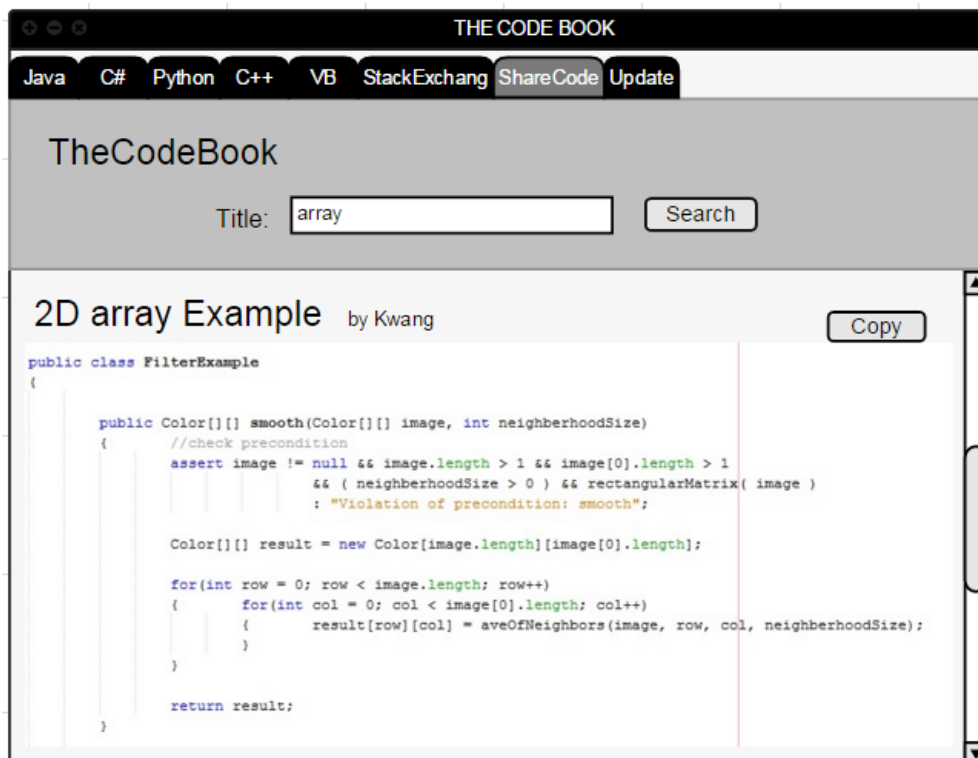 THE CODE BOOK
Java C# Python C++ VB StackExchang ShareCode Update
TheCodeBook
Title: array Search
2D array Example by Kwang Copy
public class FilterExample
{
public Color[][] smooth(Color[][] image, int neighberhoodSize)
{ //check precondition
assert image != null && image.length > 1 && image[0].length > 1
&& ( neighberhoodSize > 0 ) && rectangularMatrix( image )
: "Violation of precondition: smooth";
Color[][] result = new Color[image.length][image[0].length];
for(int row = 0; row < image.length; row++)
{ for(int col = 0; col < image[0].length; col++)
{ result[row][col] = aveOfNeighbors(image, row, col, neighberhoodSize);
}
}
return result;
}